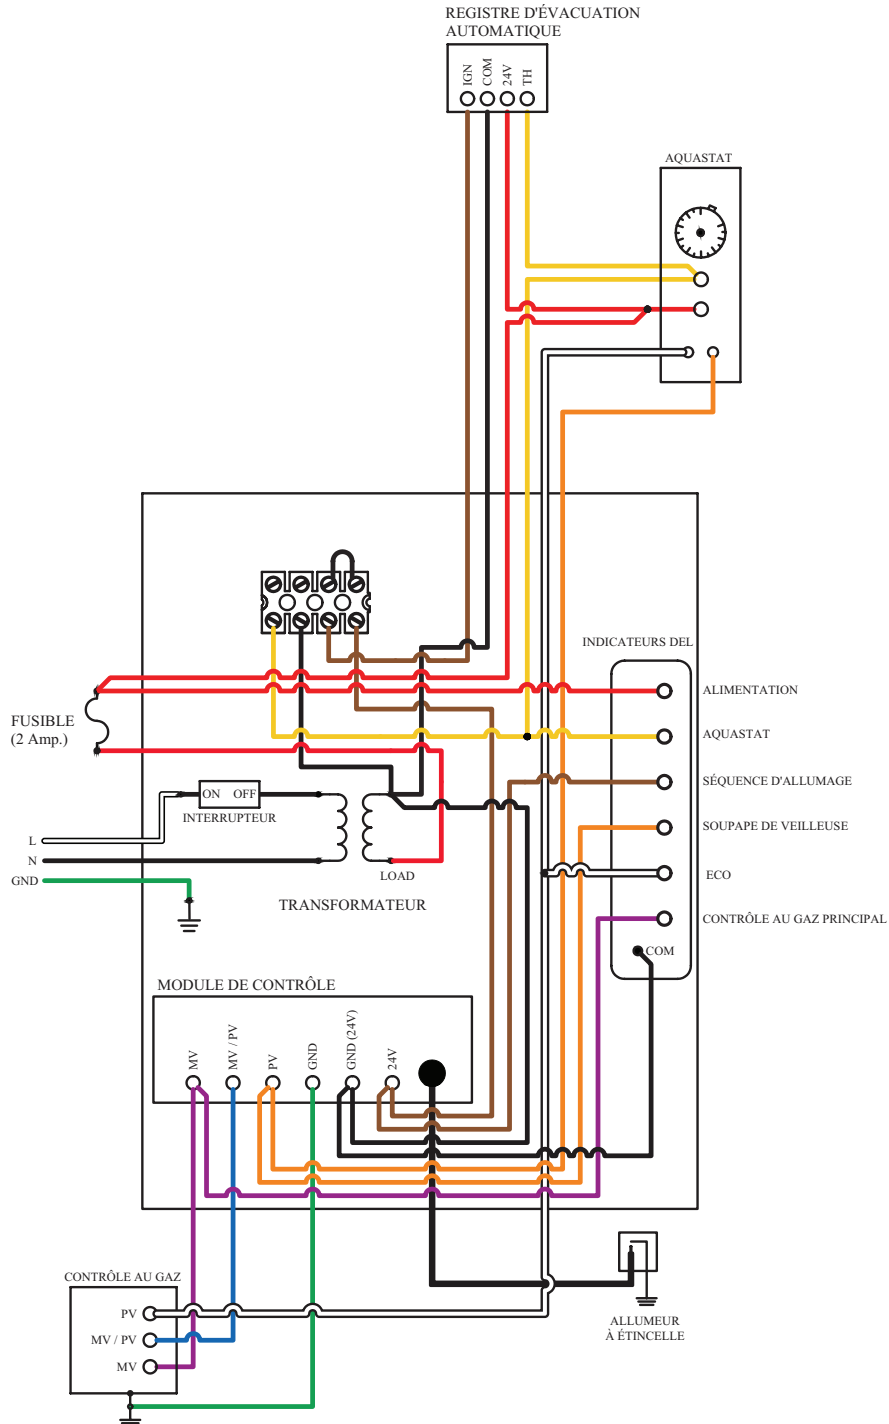 REGISTRE D'ÉVACUATION
AUTOMATIQUE
IGN
COM
24V
TH
AQUASTAT
INDICATEURS DEL
ALIMENTATION
FUSIBLE
(2 Amp.)
AQUASTAT
SÉQUENCE D'ALLUMAGE
ON OFF
INTERRUPTEUR
SOUPAPE DE VEILLEUSE
L
N
LOAD
ECO
GND
TRANSFORMATEUR
CONTRÔLE AU GAZ PRINCIPAL
COM
MODULE DE CONTRÔLE
MV
MV / PV
PV
GND
GND (24V)
24V
CONTRÔLE AU GAZ
PV
MV / PV
MV
ALLUMEUR
À ÉTINCELLE